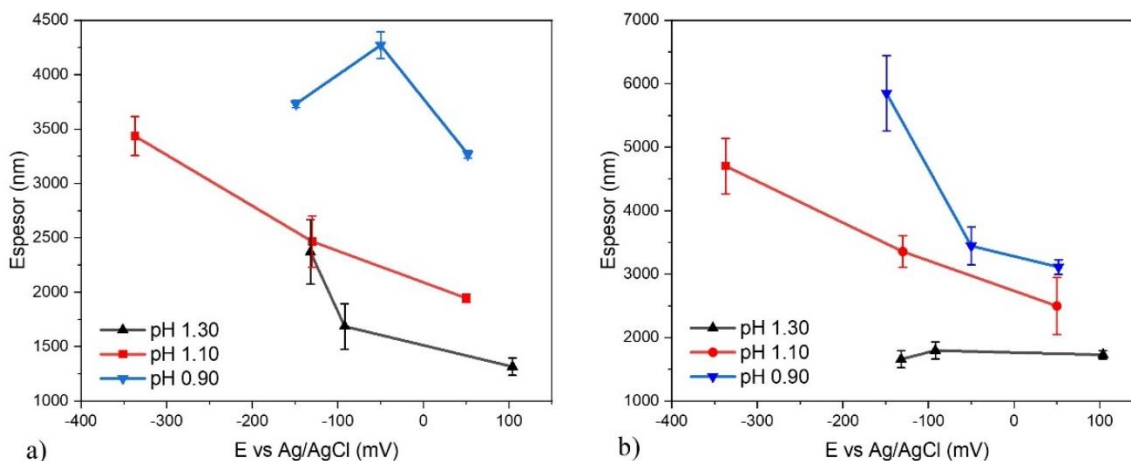 4500
4000
3500
3000
2500
2000
1500
1000
Espesor (nm)
pH 1.30
pH 1.10
pH 0.90
-400 -300 -200 -100 0 100
E vs Ag/AgCl (mV)
a)
7000
6000
5000
4000
3000
2000
1000
Espesor (nm)
pH 1.30
pH 1.10
pH 0.90
-400 -300 -200 -100 0 100
E vs Ag/AgCl (mV)
b)